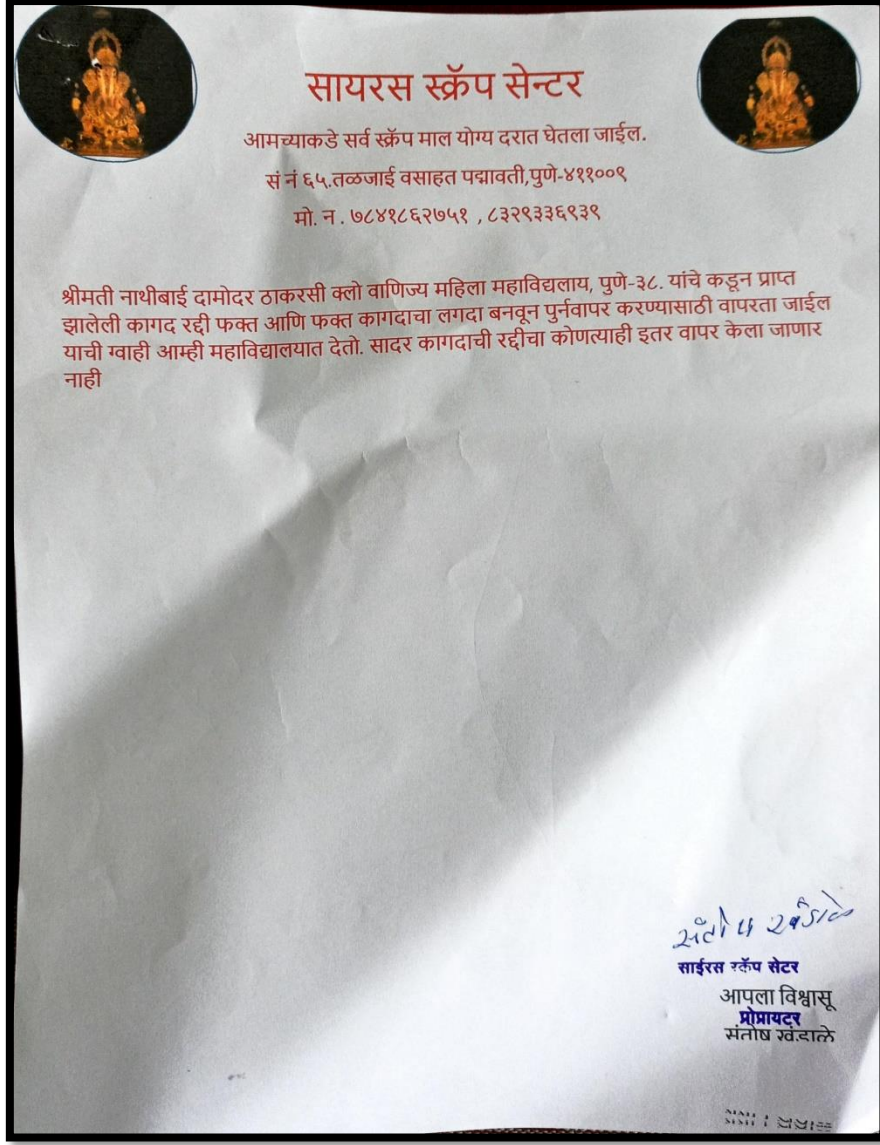 सायरस स्क्रॅप सेन्टर
आमच्याकडे सर्व स्क्रॅप माल योग्य दरात घेतला जाईल.
सं नं ६५.तळजाई वसाहत पद्मावती,पुणे-४११००९
मो. न . ७८४१८६२७५१ , ८३२९३३६९३९
श्रीमती नाथीबाई दामोदर ठाकरसी क्लो वाणिज्य महिला महाविद्यलाय, पुणे-३८. यांचे कडून प्राप्त
झालेली कागद रद्दी फक्त आणि फक्त कागदाचा लगदा बनवून पुर्नवापर करण्यासाठी वापरता जाईल
याची ग्वाही आम्ही महाविद्यालयात देतो. सादर कागदाची रद्दीचा कोणत्याही इतर वापर केला जाणार
नाही
संतोष खंडाळे
साईरस स्क्रॅप सेटर
आपला विश्वासू
प्रोप्रायटर
संतोष खंडाळे